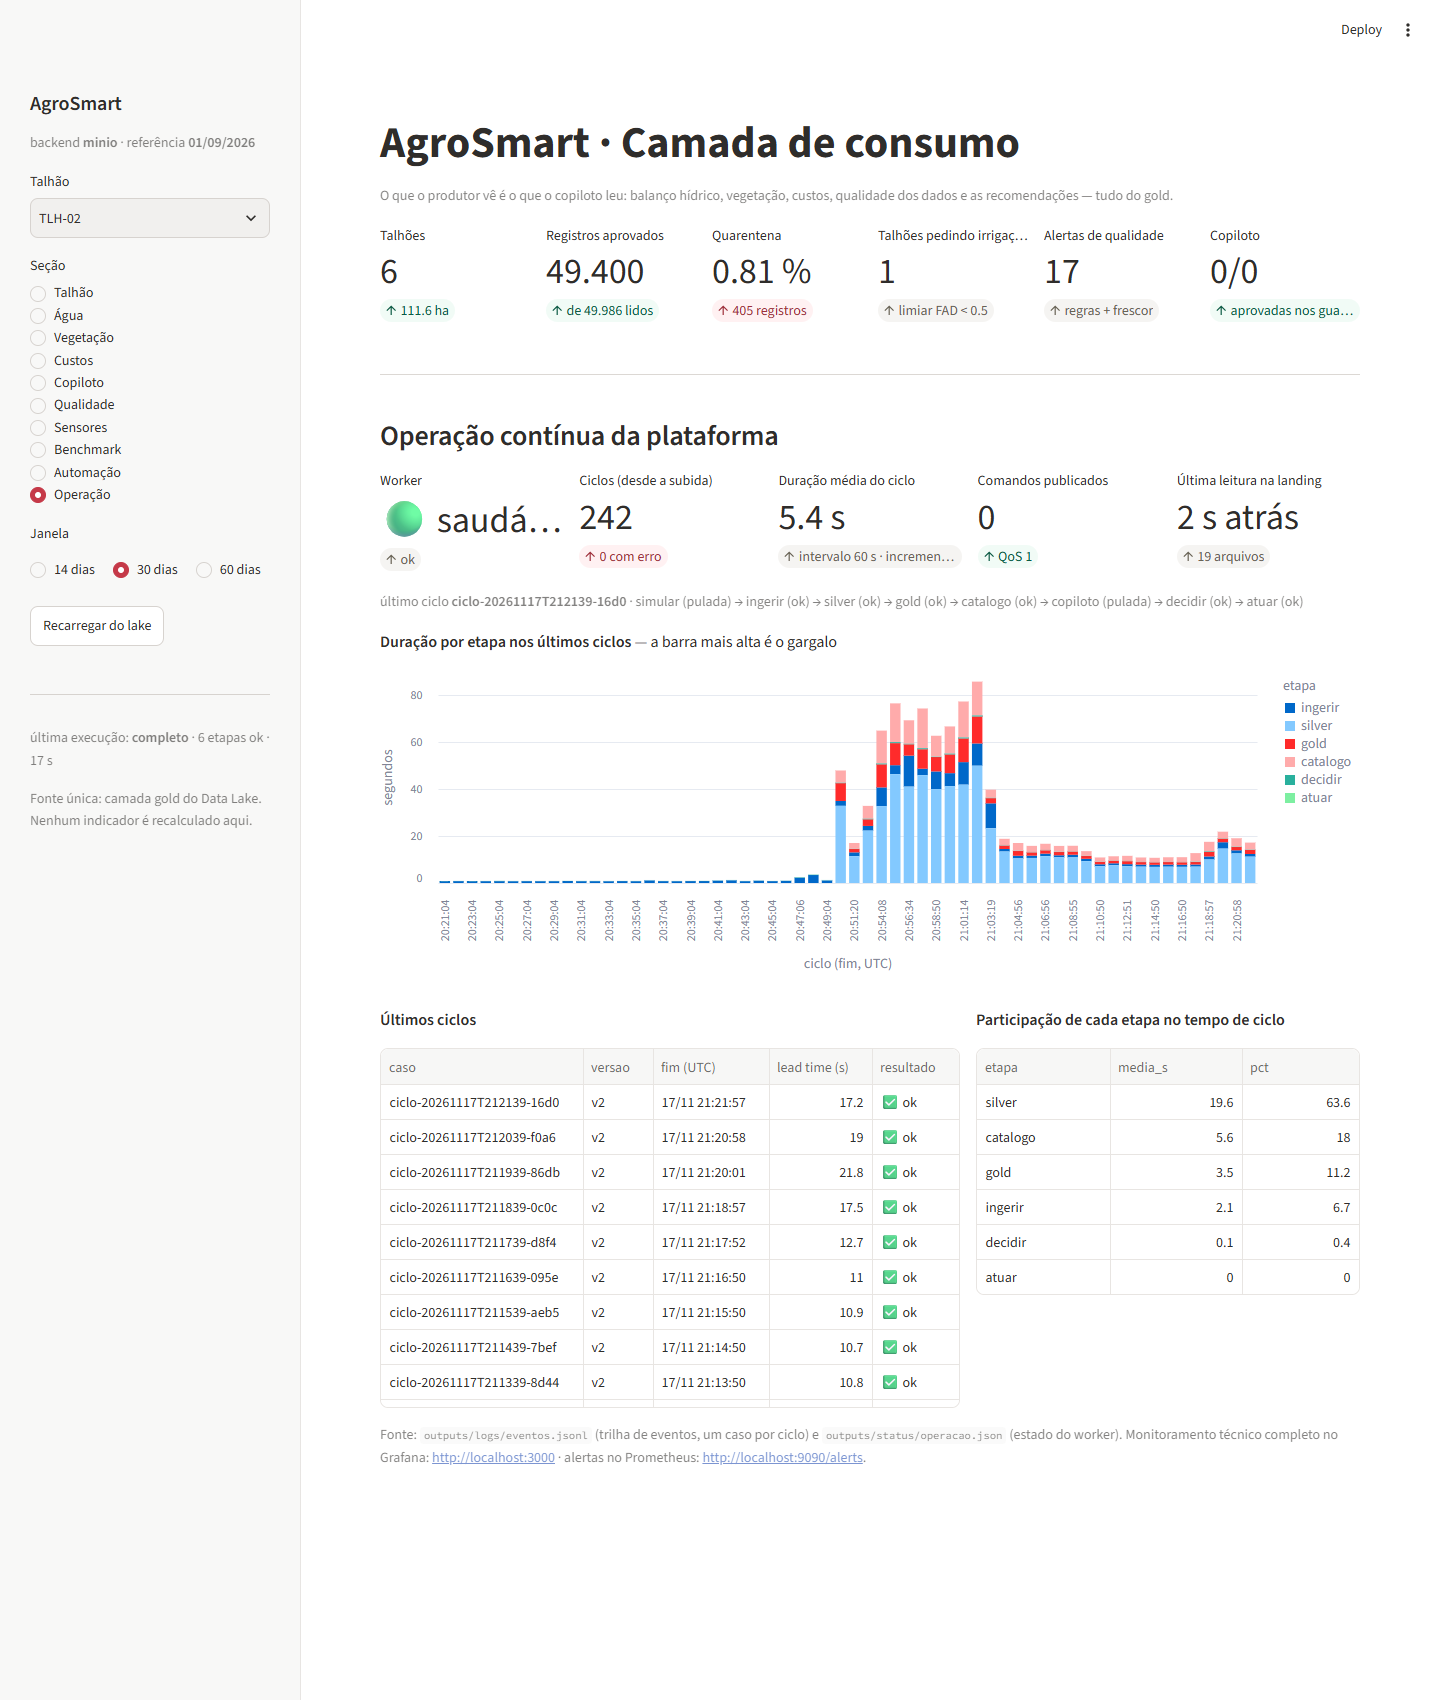 Deploy
AgroSmart
backend minio · referência 01/09/2026
Talhão
TLH-02
Seção
Talhão
Água
Vegetação
Custos
Copiloto
Qualidade
Sensores
Benchmark
Automação
Operação
Janela
14 dias 30 dias 60 dias
Recarregar do lake
última execução: completo · 6 etapas ok ·
17 s
Fonte única: camada gold do Data Lake.
Nenhum indicador é recalculado aqui.
AgroSmart · Camada de consumo
O que o produtor vê é o que o copiloto leu: balanço hídrico, vegetação, custos, qualidade dos dados e as recomendações — tudo do gold.
Talhões Registros aprovados Quarentena Talhões pedindo irrigaç… Alertas de qualidade Copiloto
6 49.400 0.81 % 1 17 0/0
↑ 111.6 ha ↑ de 49.986 lidos ↑ 405 registros ↑ limiar FAD < 0.5 ↑ regras + frescor ↑ aprovadas nos gua…
Operação contínua da plataforma
Worker Ciclos (desde a subida) Duração média do ciclo Comandos publicados Última leitura na landing
saudá… 242 5.4 s 0 2 s atrás
↑ ok ↑ 0 com erro ↑ intervalo 60 s · incremen… ↑ QoS 1 ↑ 19 arquivos
último ciclo ciclo-20261117T212139-16d0 · simular (pulada) → ingerir (ok) → silver (ok) → gold (ok) → catalogo (ok) → copiloto (pulada) → decidir (ok) → atuar (ok)
Duração por etapa nos últimos ciclos — a barra mais alta é o gargalo
segundos
80
60
40
20
0
20:21:04 20:23:04 20:25:04 20:27:04 20:29:04 20:31:04 20:33:04 20:35:04 20:37:04 20:39:04 20:41:04 20:43:04 20:45:04 20:47:06 20:49:04 20:51:20 20:54:08 20:56:34 20:58:50 21:01:14 21:03:19 21:04:56 21:06:56 21:08:55 21:10:50 21:12:51 21:14:50 21:16:50 21:18:57 21:20:58
ciclo (fim, UTC)
etapa
ingerir
silver
gold
catalogo
decidir
atuar
Últimos ciclos
caso versao fim (UTC) lead time (s) resultado
ciclo-20261117T212139-16d0 v2 17/11 21:21:57 17.2 ✅ ok
ciclo-20261117T212039-f0a6 v2 17/11 21:20:58 19 ✅ ok
ciclo-20261117T211939-86db v2 17/11 21:20:01 21.8 ✅ ok
ciclo-20261117T211839-0c0c v2 17/11 21:18:57 17.5 ✅ ok
ciclo-20261117T211739-d8f4 v2 17/11 21:17:52 12.7 ✅ ok
ciclo-20261117T211639-095e v2 17/11 21:16:50 11 ✅ ok
ciclo-20261117T211539-aeb5 v2 17/11 21:15:50 10.9 ✅ ok
ciclo-20261117T211439-7bef v2 17/11 21:14:50 10.7 ✅ ok
ciclo-20261117T211339-8d44 v2 17/11 21:13:50 10.8 ✅ ok
Participação de cada etapa no tempo de ciclo
etapa media_s pct
silver 19.6 63.6
catalogo 5.6 18
gold 3.5 11.2
ingerir 2.1 6.7
decidir 0.1 0.4
atuar 0 0
Fonte: outputs/logs/eventos.jsonl (trilha de eventos, um caso por ciclo) e outputs/status/operacao.json (estado do worker). Monitoramento técnico completo no
Grafana: http://localhost:3000 · alertas no Prometheus: http://localhost:9090/alerts.